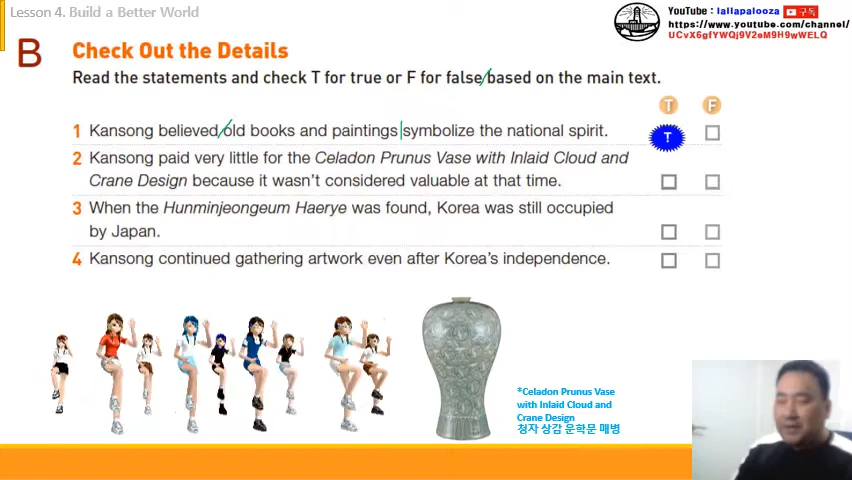 Lesson 4. Build a Better World
YouTube : lallapalooza 구독
https://www.youtube.com/channel/
UCvX6gfYWQj9V2eM9H9wWELQ
B Check Out the Details
Read the statements and check T for true or F for false based on the main text.
T F
1 Kansong believed old books and paintings symbolize the national spirit.
T
2 Kansong paid very little for the Celadon Prunus Vase with Inlaid Cloud and
Crane Design because it wasn't considered valuable at that time.
3 When the Hunminjeongeum Haerye was found, Korea was still occupied
by Japan.
4 Kansong continued gathering artwork even after Korea's independence.
*Celadon Prunus Vase
with Inlaid Cloud and
Crane Design
청자 상감 운학문 매병